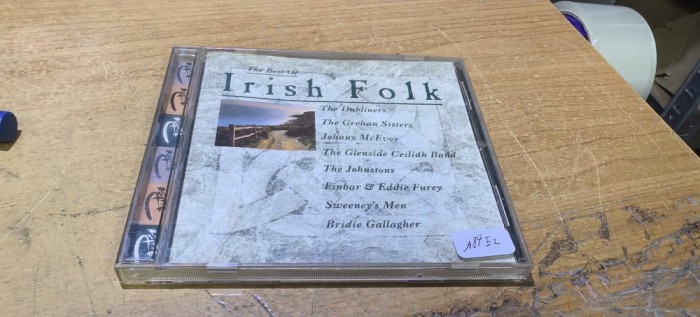 The Best Of
Irish Folk
The Dubliners
The Grehan Sisters
Johnny McEvoy
The Glenside Ceilidh Band
The Johnstons
Finbar & Eddie Furey
Sweeney's Men
Bridie Gallagher